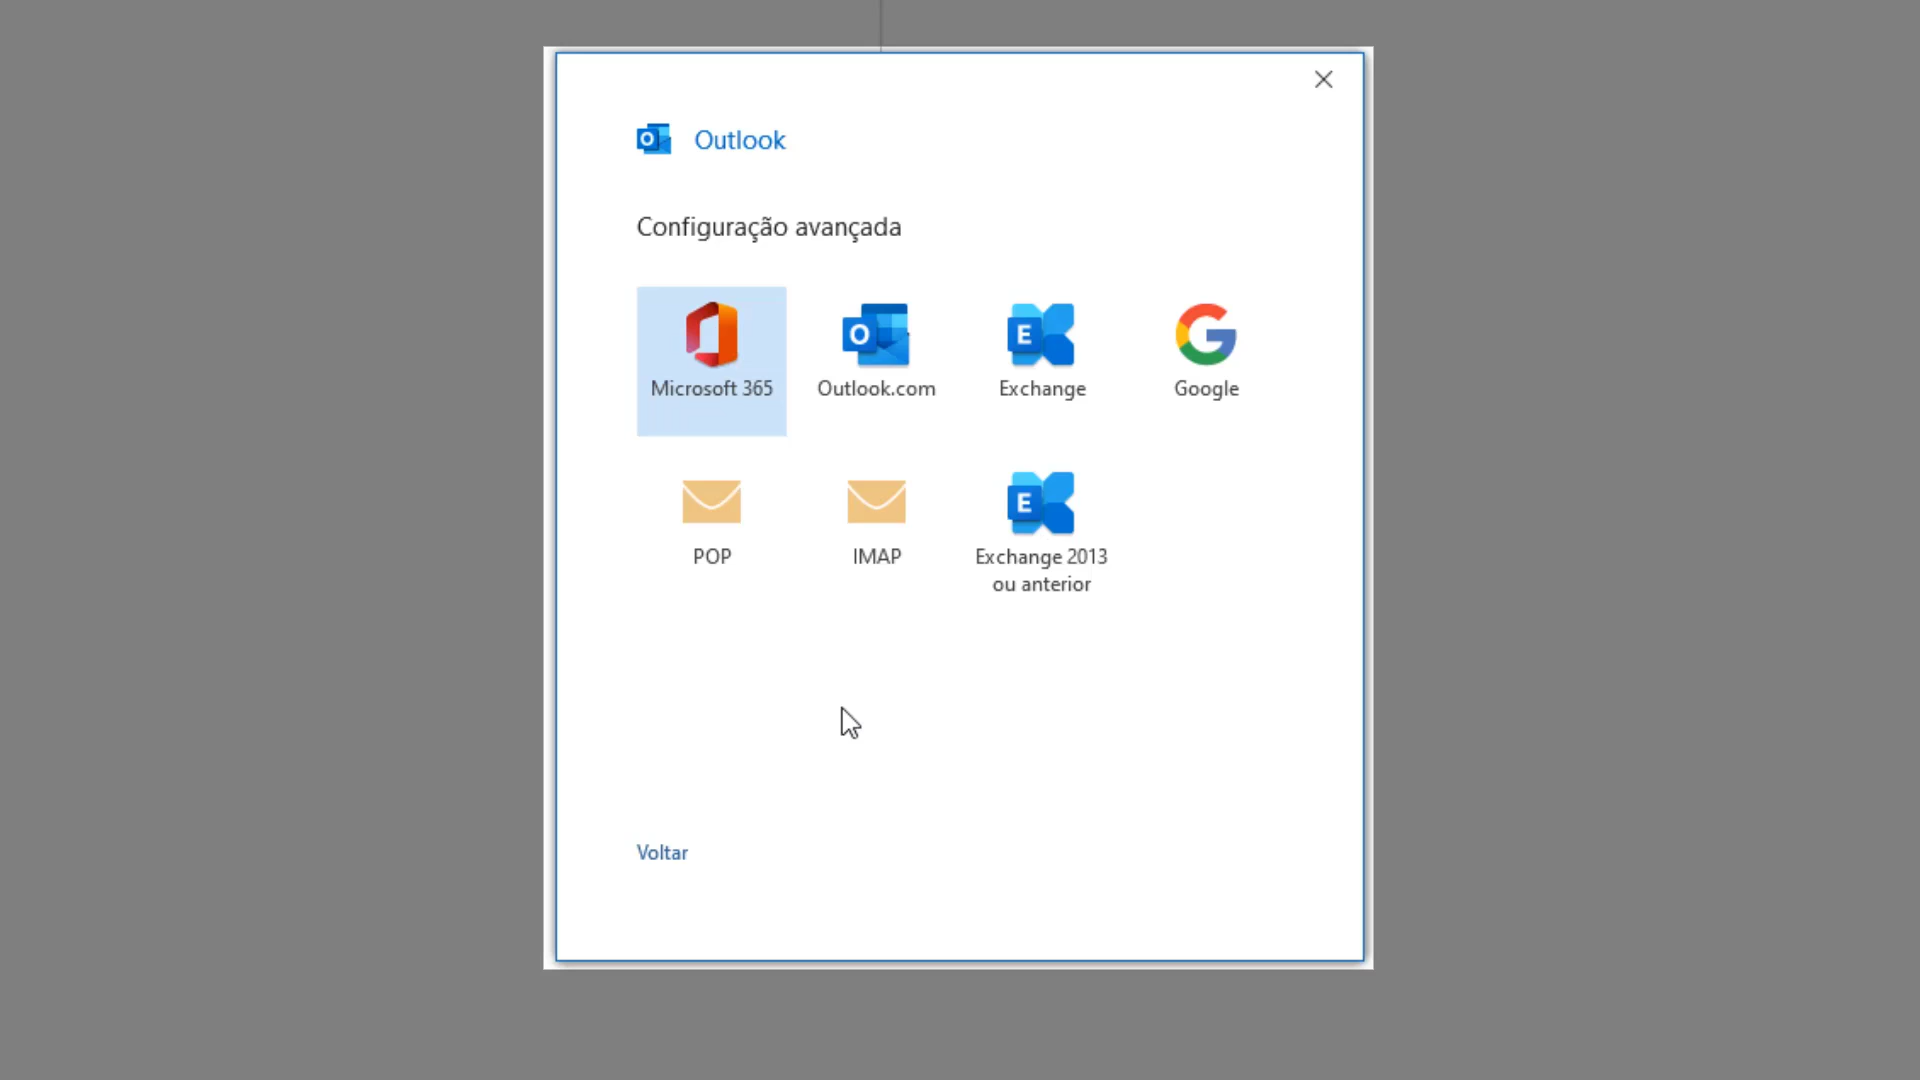 Outlook
Configuração avançada
Microsoft 365
Outlook.com
Exchange
Google
POP
IMAP
Exchange 2013
ou anterior
Voltar